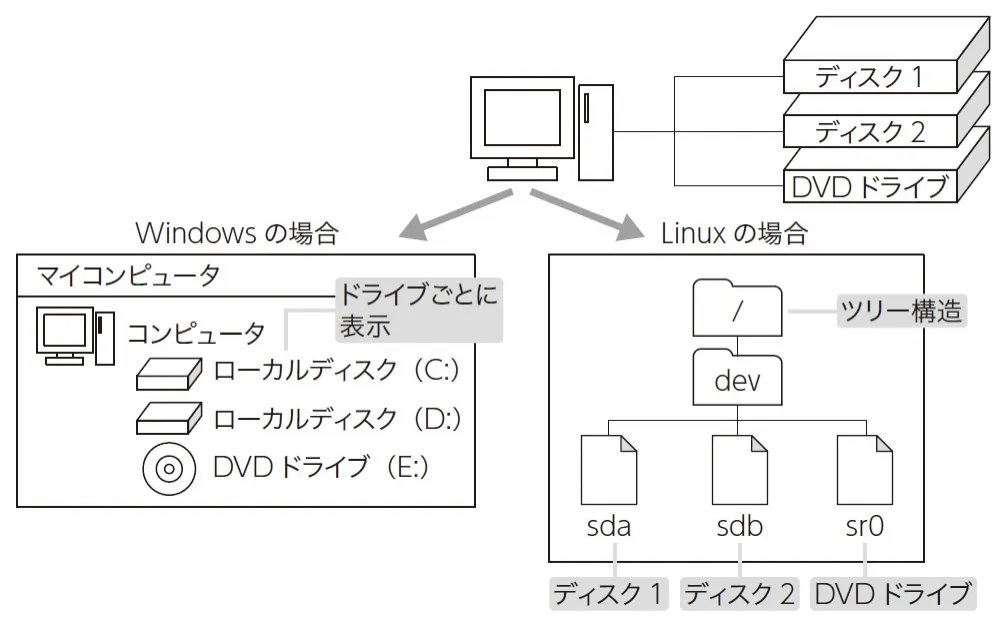 ディスク 1
ディスク 2
DVD ドライブ
Windows の場合
マイコンピュータ
ドライブごとに
表示
コンピュータ
ローカルディスク（C:）
ローカルディスク（D:）
DVD ドライブ（E:）
Linux の場合
/
ツリー構造
dev
sda
sdb
sr0
ディスク 1
ディスク 2
DVD ドライブ